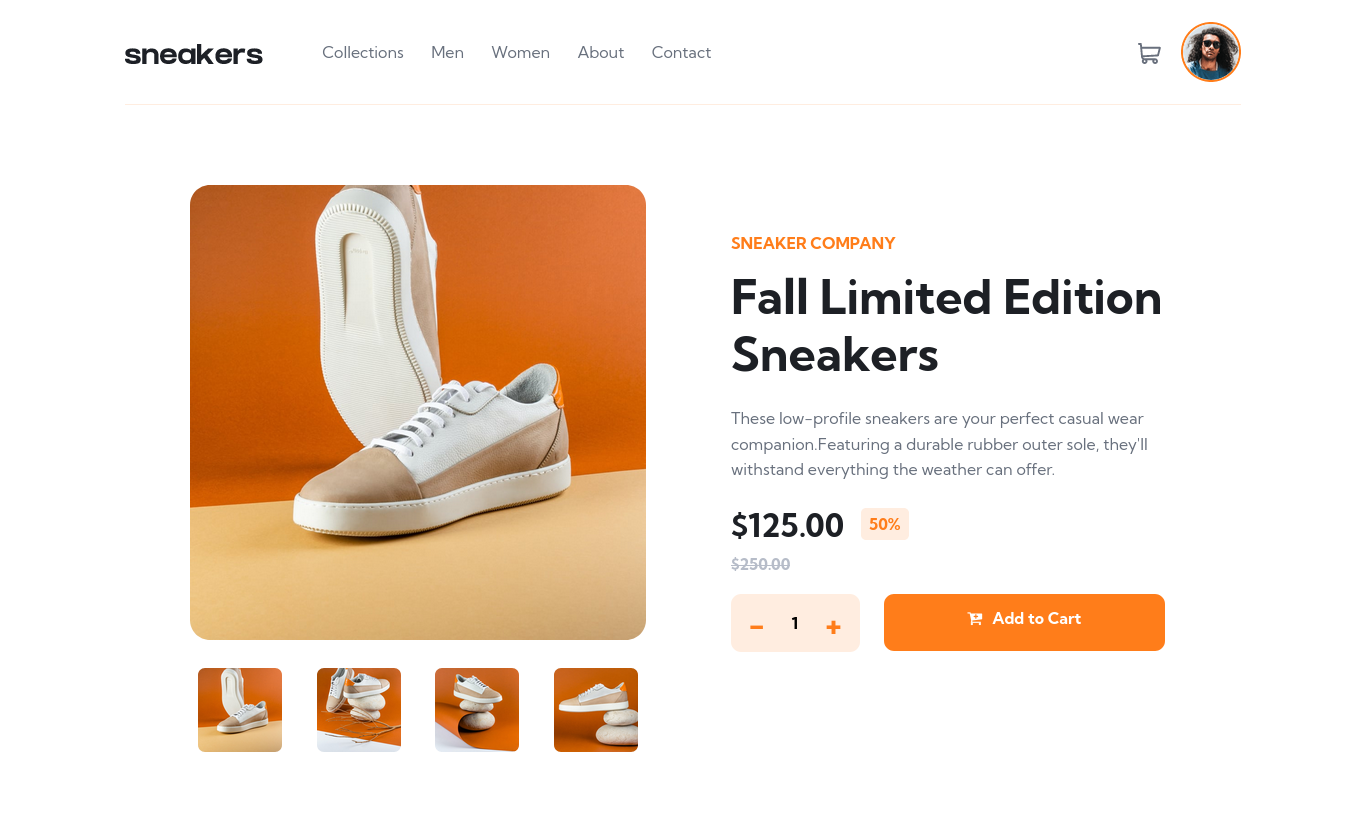 sneakers
Collections Men Women About Contact
SNEAKER COMPANY
Fall Limited Edition
Sneakers
These low-profile sneakers are your perfect casual wear
companion.Featuring a durable rubber outer sole, they'll
withstand everything the weather can offer.
$125.00 50%
$250.00
− 1 + Add to Cart